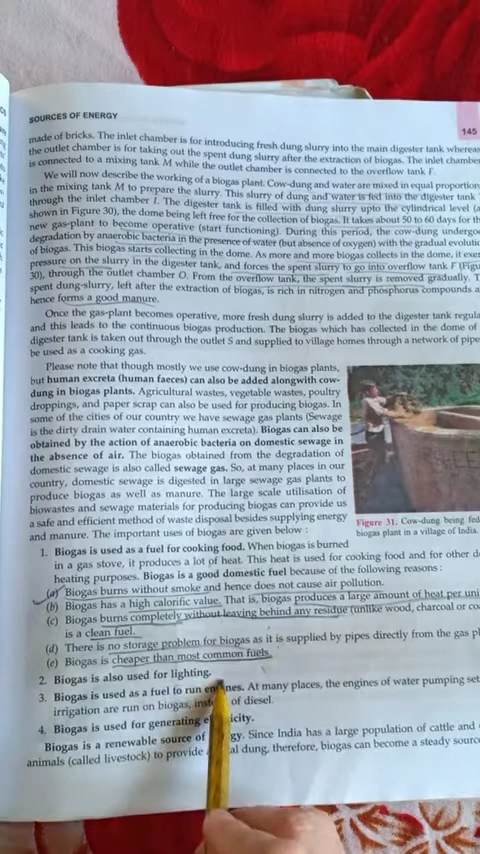 SOURCES OF ENERGY
145
made of bricks. The inlet chamber is for introducing fresh dung slurry into the main digester tank whereas
the outlet chamber is for taking out the spent dung slurry after the extraction of biogas. The inlet chamber
is connected to a mixing tank M while the outlet chamber is connected to the overflow tank F.
We will now describe the working of a biogas plant. Cow-dung and water are mixed in equal proportion
in the mixing tank M to prepare the slurry. This slurry of dung and water is fed into the digester tank
through the inlet chamber I. The digester tank is filled with dung slurry upto the cylindrical level (a
shown in Figure 30), the dome being left free for the collection of biogas. It takes about 50 to 60 days for th
new gas-plant to become operative (start functioning). During this period, the cow-dung undergoe
degradation by anaerobic bacteria in the presence of water (but absence of oxygen) with the gradual evolutio
of biogas. This biogas starts collecting in the dome. As more and more biogas collects in the dome, it exer
pressure on the slurry in the digester tank, and forces the spent slurry to go into overflow tank F (Figu
30), through the outlet chamber O. From the overflow tank, the spent slurry is removed gradually. T
spent dung-slurry, left after the extraction of biogas, is rich in nitrogen and phosphorus compounds a
hence forms a good manure.
Once the gas-plant becomes operative, more fresh dung slurry is added to the digester tank regula
and this leads to the continuous biogas production. The biogas which has collected in the dome of
digester tank is taken out through the outlet S and supplied to village homes through a network of pipe
be used as a cooking gas.
Please note that though mostly we use cow-dung in biogas plants,
but human excreta (human faeces) can also be added alongwith cow-
dung in biogas plants. Agricultural wastes, vegetable wastes, poultry
droppings, and paper scrap can also be used for producing biogas. In
some of the cities of our country we have sewage gas plants (Sewage
is the dirty drain water containing human excreta). Biogas can also be
obtained by the action of anaerobic bacteria on domestic sewage in
the absence of air. The biogas obtained from the degradation of
domestic sewage is also called sewage gas. So, at many places in our
country, domestic sewage is digested in large sewage gas plants to
produce biogas as well as manure. The large scale utilisation of
biowastes and sewage materials for producing biogas can provide us
a safe and efficient method of waste disposal besides supplying energy
and manure. The important uses of biogas are given below :
Figure 31. Cow-dung being fed
biogas plant in a village of India.
1. Biogas is used as a fuel for cooking food. When biogas is burned
in a gas stove, it produces a lot of heat. This heat is used for cooking food and for other do
heating purposes. Biogas is a good domestic fuel because of the following reasons :
(a) Biogas burns without smoke and hence does not cause air pollution.
(b) Biogas has a high calorific value. That is, biogas produces a large amount of heat per uni
(c) Biogas burns completely without leaving behind any residue (unlike wood, charcoal or co
is a clean fuel.
(d) There is no storage problem for biogas as it is supplied by pipes directly from the gas pl
(e) Biogas is cheaper than most common fuels.
2. Biogas is also used for lighting.
3. Biogas is used as a fuel to run engines. At many places, the engines of water pumping set
irrigation are run on biogas, inst of diesel.
4. Biogas is used for generating e icity.
Biogas is a renewable source of gy. Since India has a large population of cattle and
animals (called livestock) to provide al dung, therefore, biogas can become a steady source